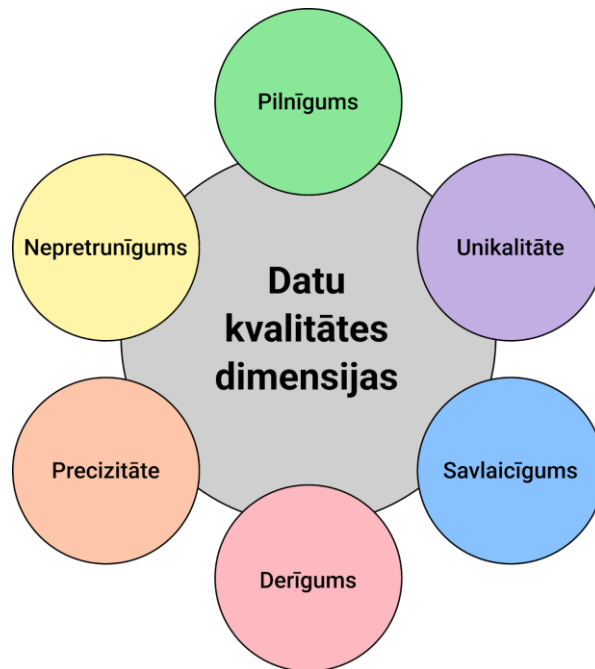 Pilnīgums
Nepretrunīgums
Unikalitāte
Datu
kvalitātes
dimensijas
Precizitāte
Savlaicīgums
Derīgums